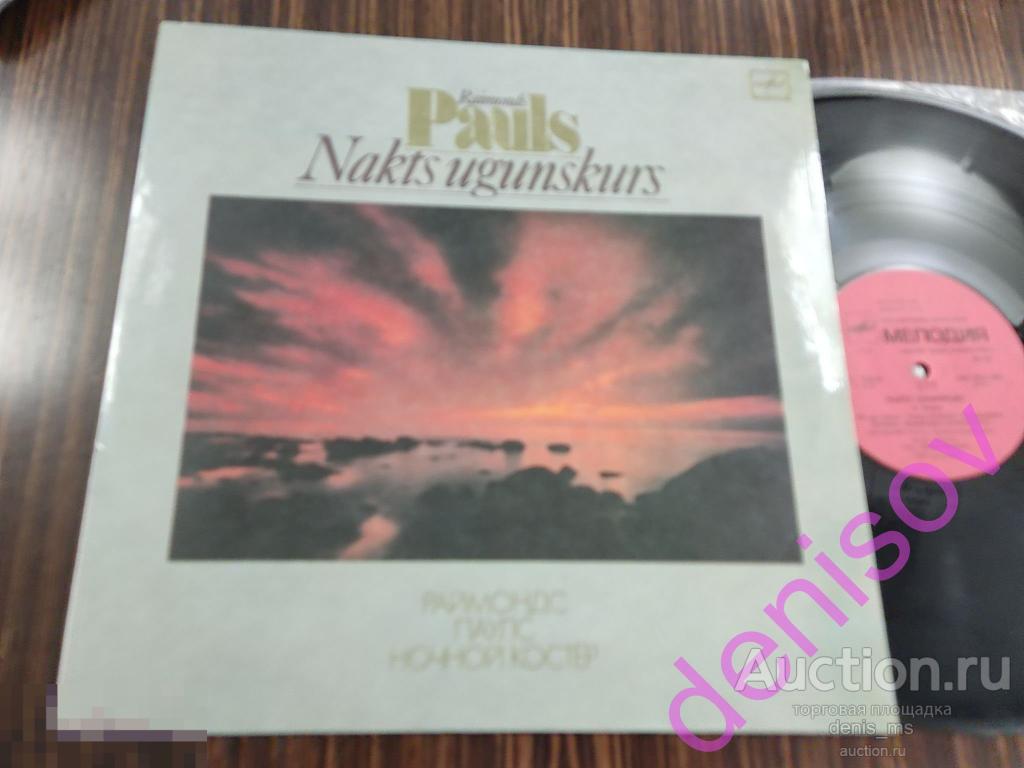 Raimonds
Pauls
Nakts ugunskurs
РАЙМОНДС
ПАУЛС
НОЧНОЙ КОСТЕР
МЕЛОДИЯ
denisov
Auction.ru
торговая площадка
denis_ms
auction.ru